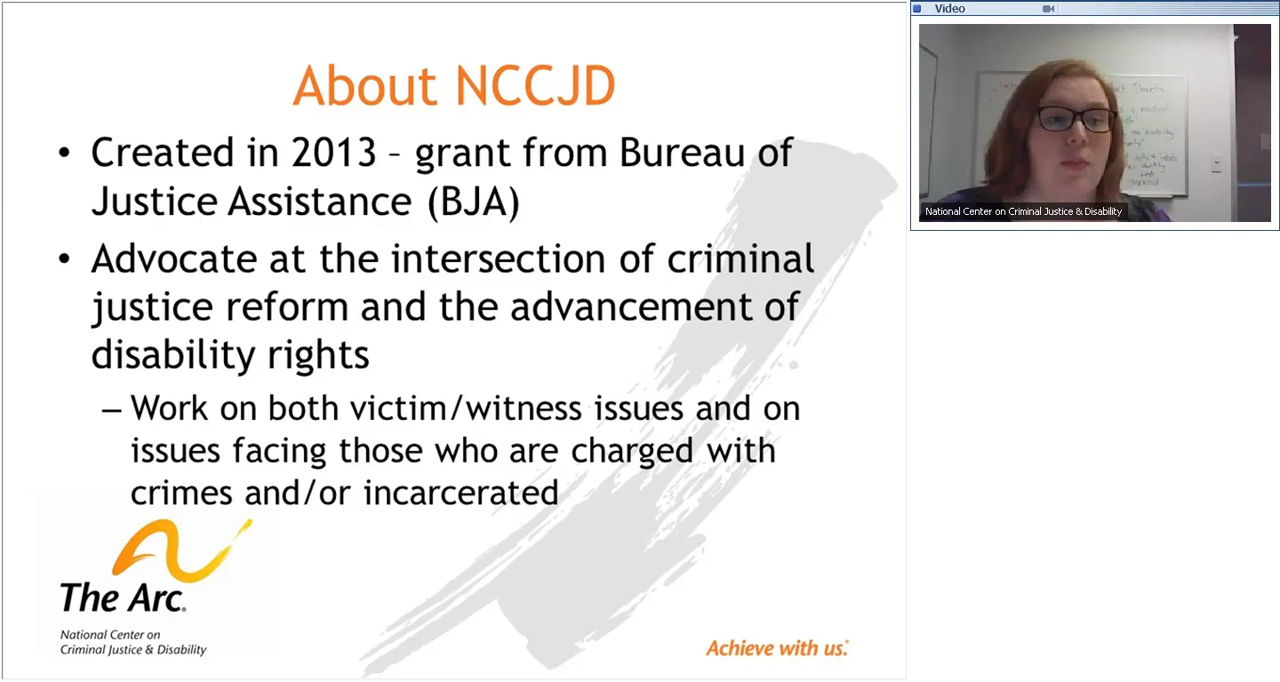 About NCCJD
• Created in 2013 – grant from Bureau of
Justice Assistance (BJA)
• Advocate at the intersection of criminal
justice reform and the advancement of
disability rights
– Work on both victim/witness issues and on
issues facing those who are charged with
crimes and/or incarcerated
The Arc®
National Center on
Criminal Justice & Disability
Achieve with us.®
Video
Sheets
National Center on Criminal Justice & Disability